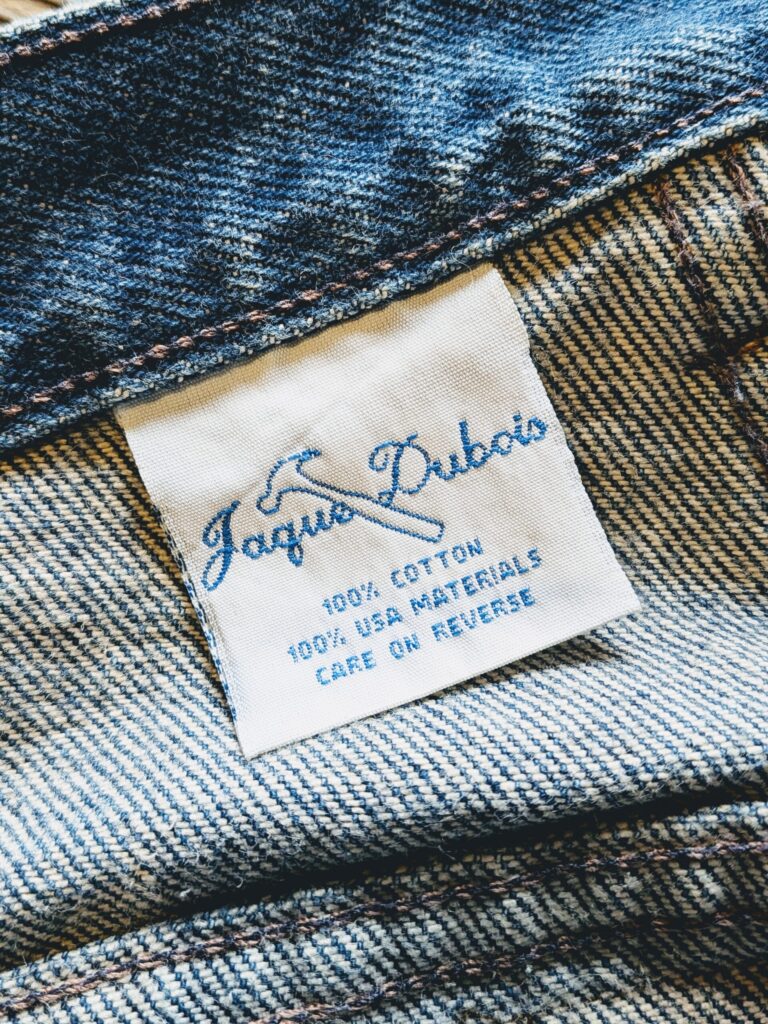 Jaque Dubois
100% COTTON
100% USA MATERIALS
CARE ON REVERSE